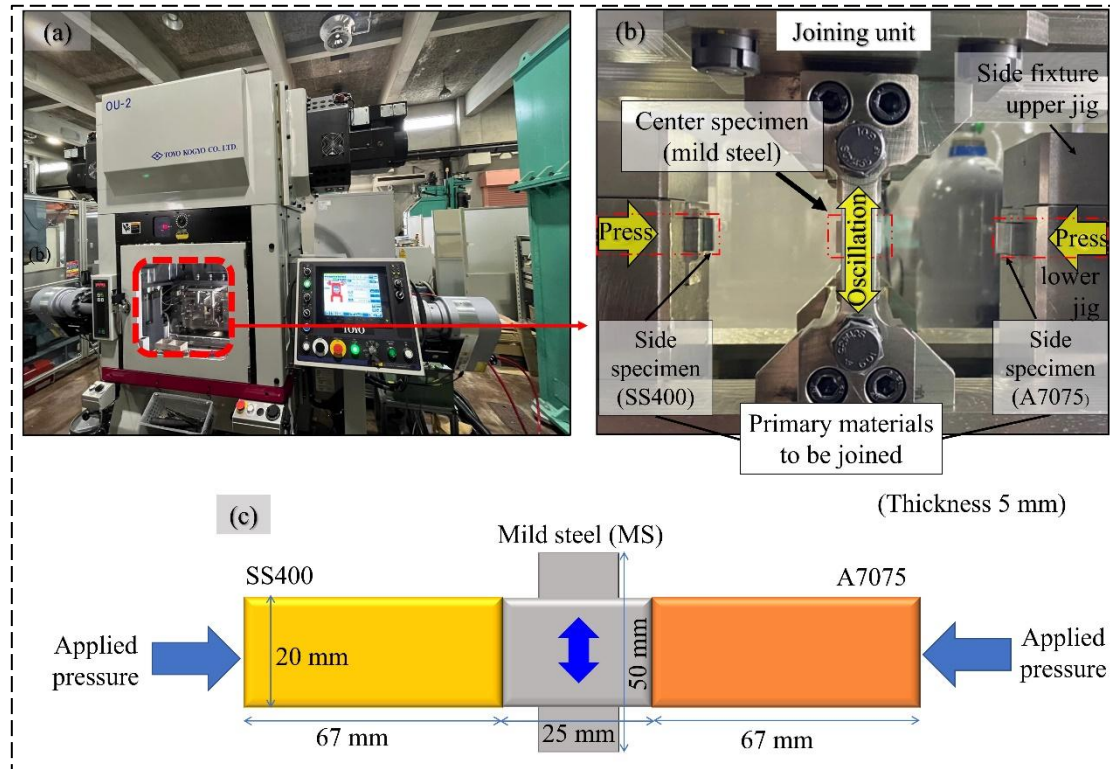 (a)
OU-2
TOYO KOGYO CO.,LTD.
(b)
TOYO
(b)
Joining unit
Side fixture
upper jig
Center specimen
(mild steel)
Press
Oscillation
Press
lower jig
Side
specimen
(SS400)
Side
specimen
(A7075)
Primary materials
to be joined
(Thickness 5 mm)
(c)
Mild steel (MS)
SS400
A7075
Applied
pressure
20 mm
50 mm
Applied
pressure
67 mm
25 mm
67 mm